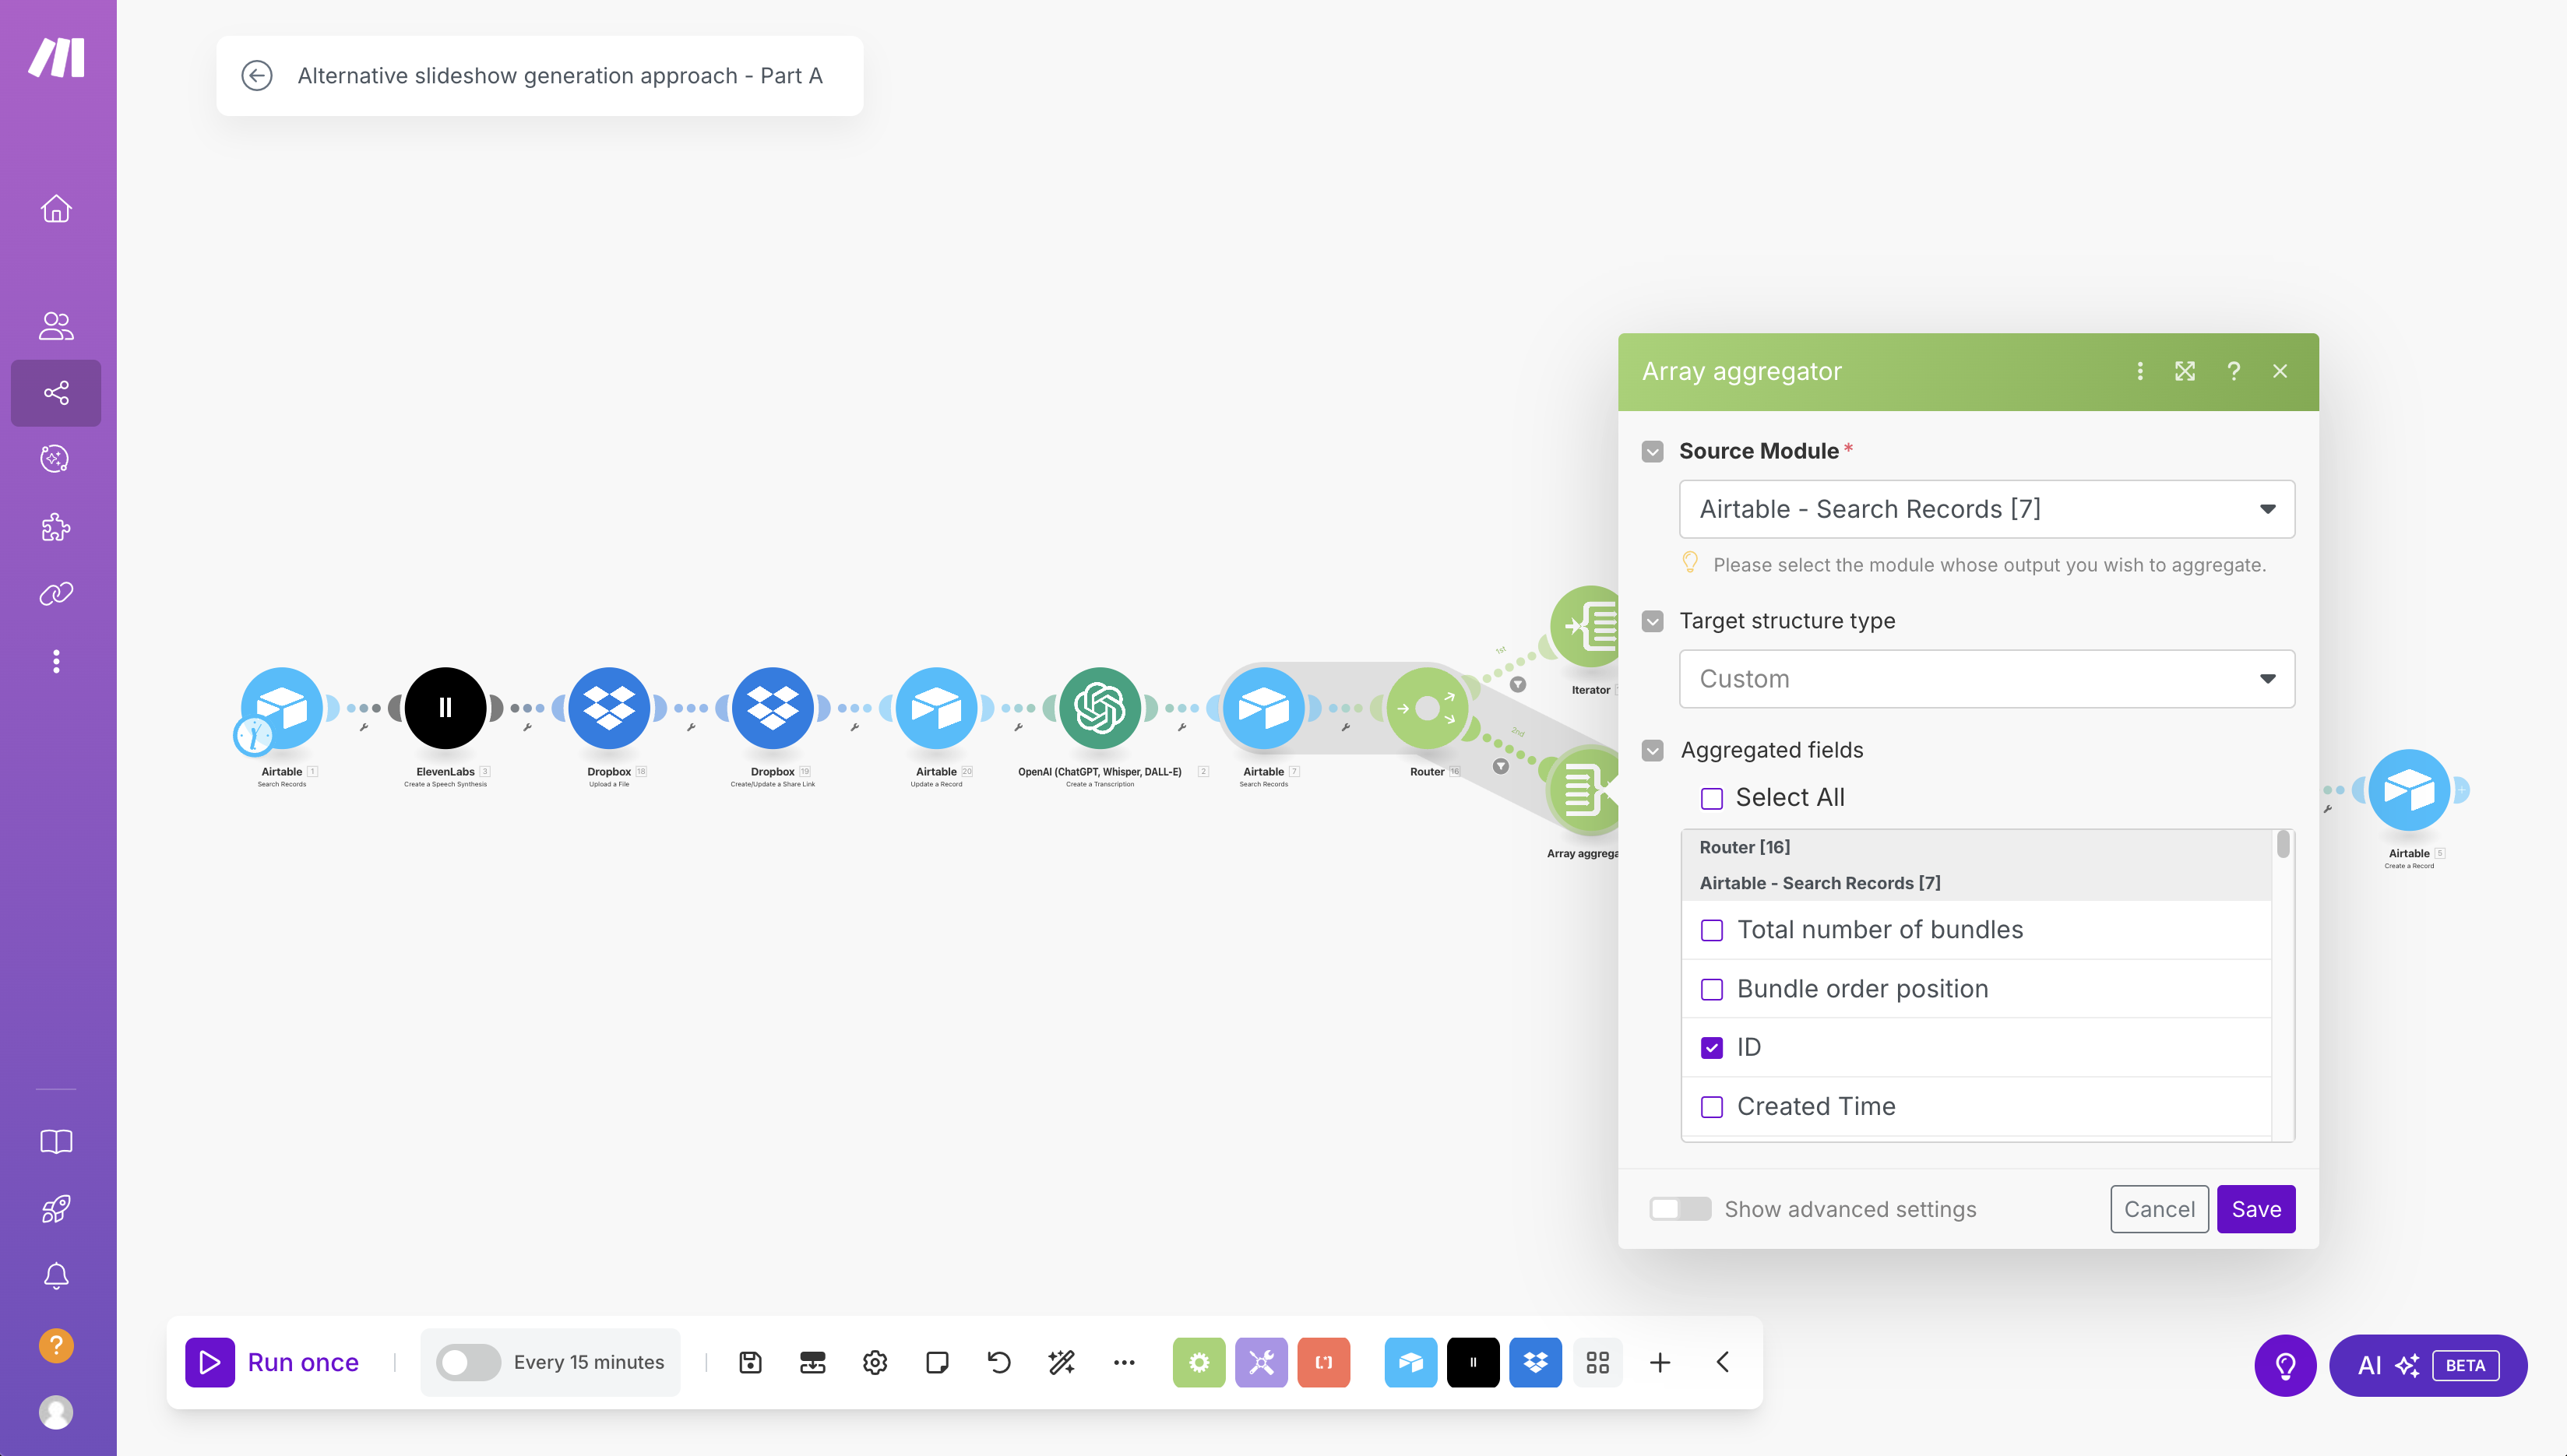 Alternative slideshow generation approach - Part A
Array aggregator
Source Module *
Airtable - Search Records [7]
Please select the module whose output you wish to aggregate.
Target structure type
Custom
Aggregated fields
Select All
Router [16]
Airtable - Search Records [7]
Total number of bundles
Bundle order position
ID
Created Time
Show advanced settings
Cancel
Save
1st
2nd
Iterator
Airtable 1
Search Records
ElevenLabs 3
Create a Speech Synthesis
Dropbox 18
Upload a File
Dropbox 19
Create/Update a Share Link
Airtable 20
Update a Record
OpenAI (ChatGPT, Whisper, DALL-E) 2
Create a Transcription
Airtable 7
Search Records
Router 16
Array aggrega
Airtable 5
Create a Record
Run once
Every 15 minutes
AI BETA